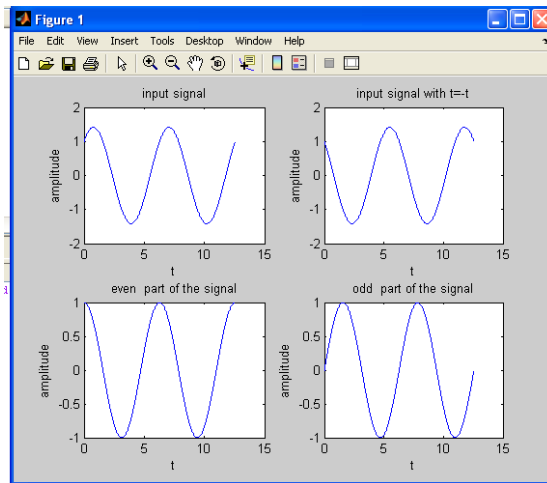 Figure 1
File Edit View Insert Tools Desktop Window Help
input signal
2
1
0
-1
-2
amplitude
0 5 10 15
t
input signal with t=-t
2
1
0
-1
-2
amplitude
0 5 10 15
t
even part of the signal
1
0.5
0
-0.5
-1
amplitude
0 5 10 15
t
odd part of the signal
1
0.5
0
-0.5
-1
amplitude
0 5 10 15
t